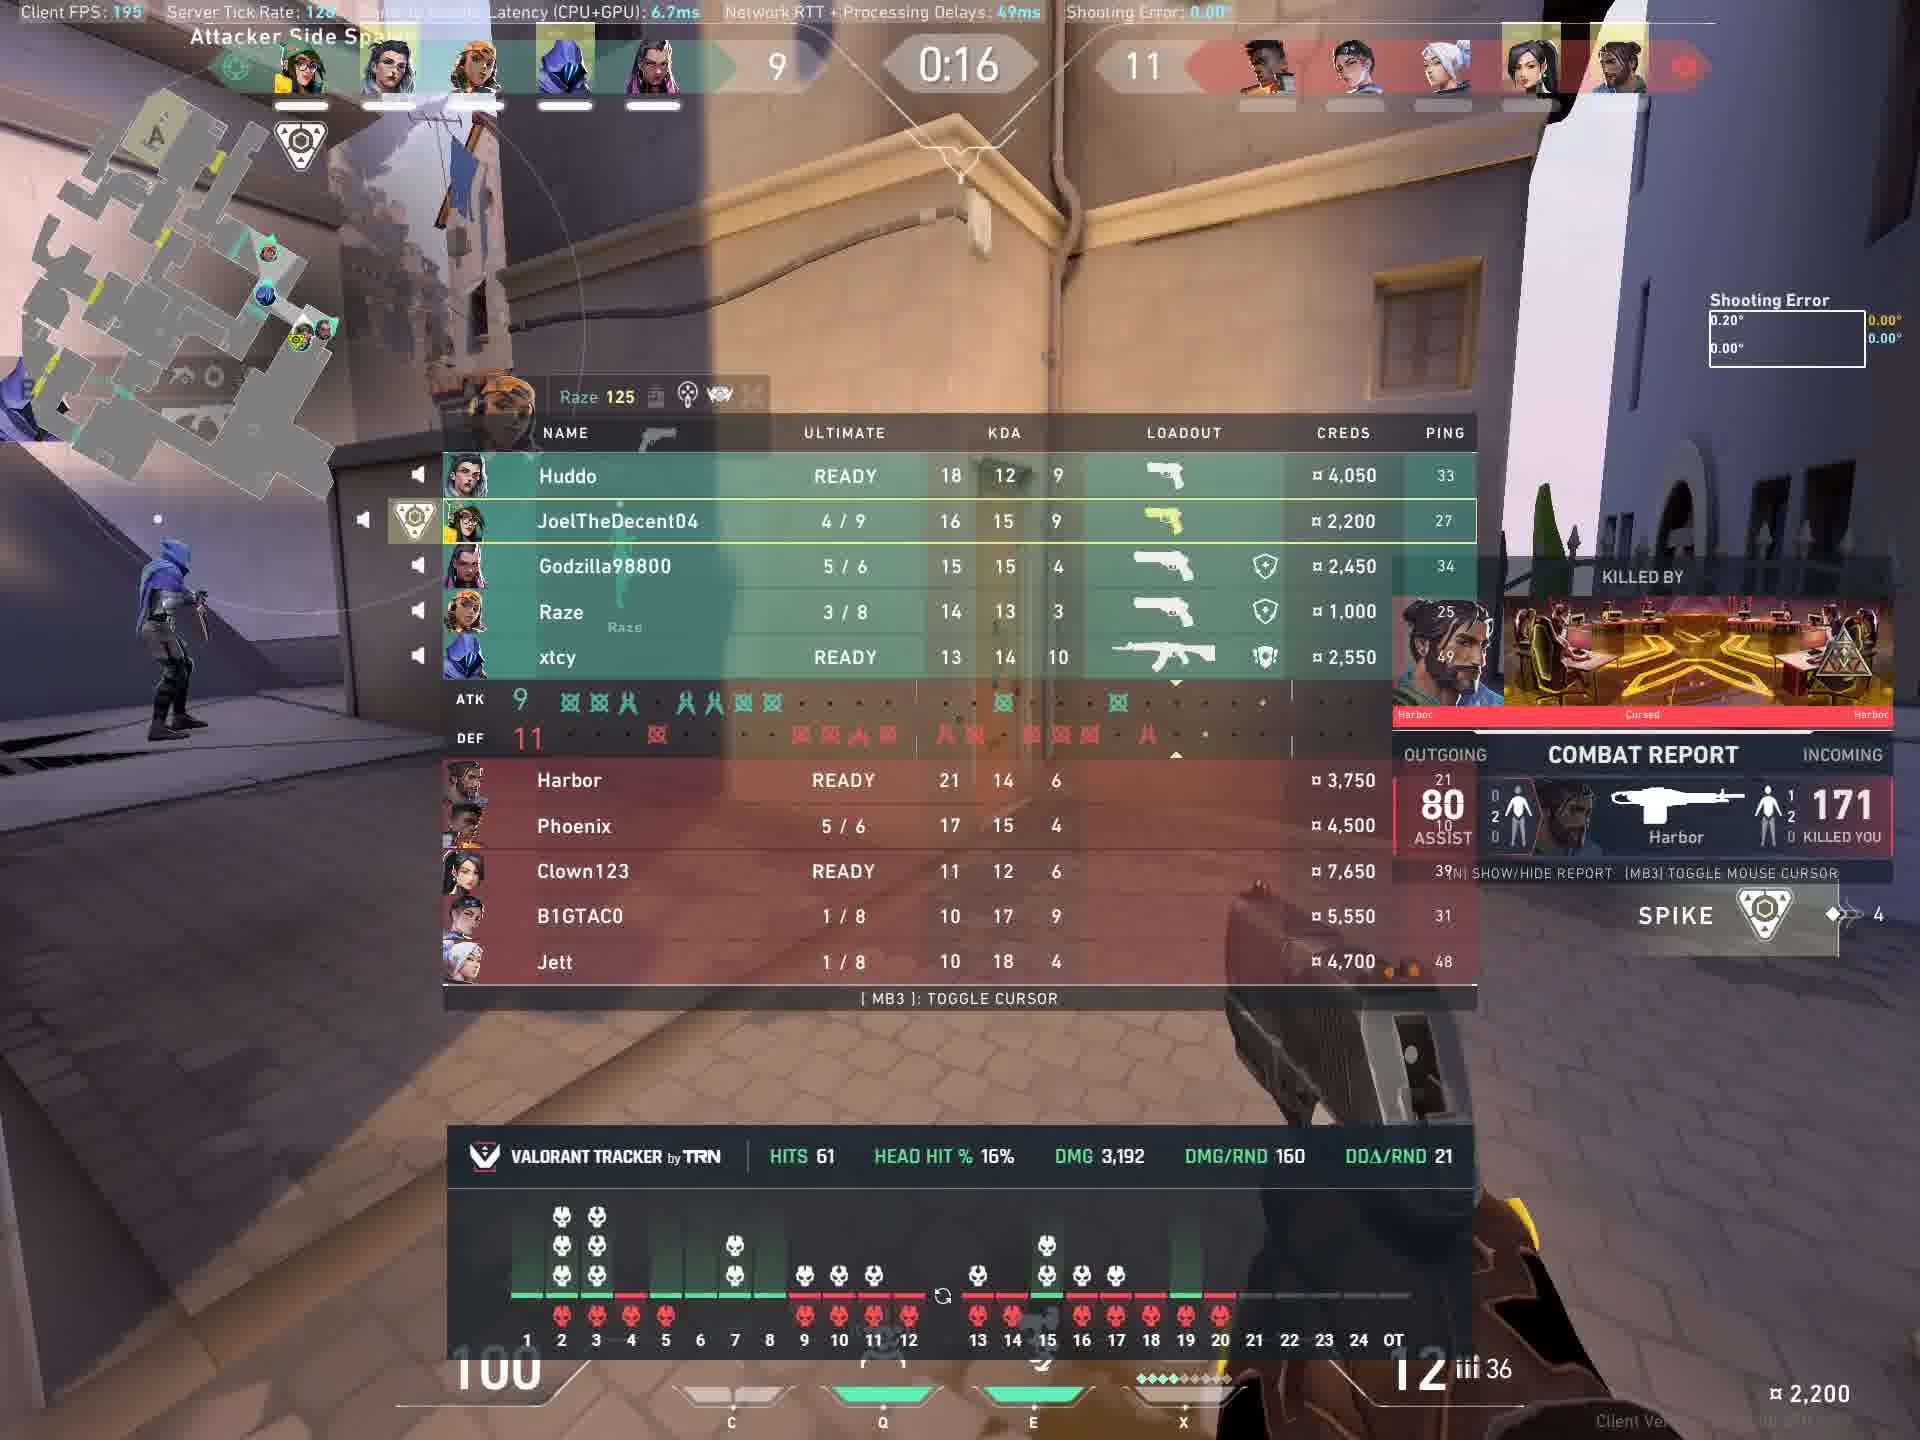 Client FPS: 195 Server Tick Rate: 128 Latency (CPU+GPU): 6.7ms Network RTT + Processing Delays: 49ms Shooting Error: 0.00°
Attacker Side
9 0:16 11
A
B
Shooting Error
0.20° 0.00°
0.00°
0.00°
Raze 125
NAME ULTIMATE KDA LOADOUT CREDS PING
Huddo READY 18 12 9 ¤ 4,050 33
JoelTheDecent04 4 / 9 16 15 9 ¤ 2,200 27
Godzilla98800 5 / 6 15 15 4 ¤ 2,450 34
Raze 3 / 8 14 13 3 ¤ 1,000 25
Raze
xtcy READY 13 14 10 ¤ 2,550 49
ATK 9
DEF 11
Harbor READY 21 14 6 ¤ 3,750 21
Phoenix 5 / 6 17 15 4 ¤ 4,500 10
Clown123 READY 11 12 6 ¤ 7,650 39
B1GTAC0 1 / 8 10 17 9 ¤ 5,550 31
Jett 1 / 8 10 18 4 ¤ 4,700 48
[ MB3 ]: TOGGLE CURSOR
KILLED BY
Harbor Cursed Harbor
OUTGOING COMBAT REPORT INCOMING
80 0 2 0 1 2 0 171
ASSIST Harbor KILLED YOU
[N] SHOW/HIDE REPORT [MB3] TOGGLE MOUSE CURSOR
SPIKE 4
VALORANT TRACKER by TRN HITS 61 HEAD HIT % 16% DMG 3,192 DMG/RND 160 DDΔ/RND 21
1 2 3 4 5 6 7 8 9 10 11 12 13 14 15 16 17 18 19 20 21 22 23 24 OT
100 12 36
C Q E X
¤ 2,200